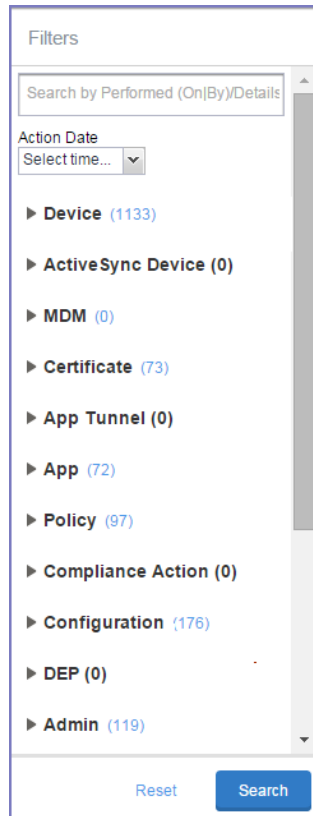 Filters
Search by Performed (On|By)/Details
Action Date
Select time...
Device (1133)
ActiveSync Device (0)
MDM (0)
Certificate (73)
App Tunnel (0)
App (72)
Policy (97)
Compliance Action (0)
Configuration (176)
DEP (0)
Admin (119)
Reset Search